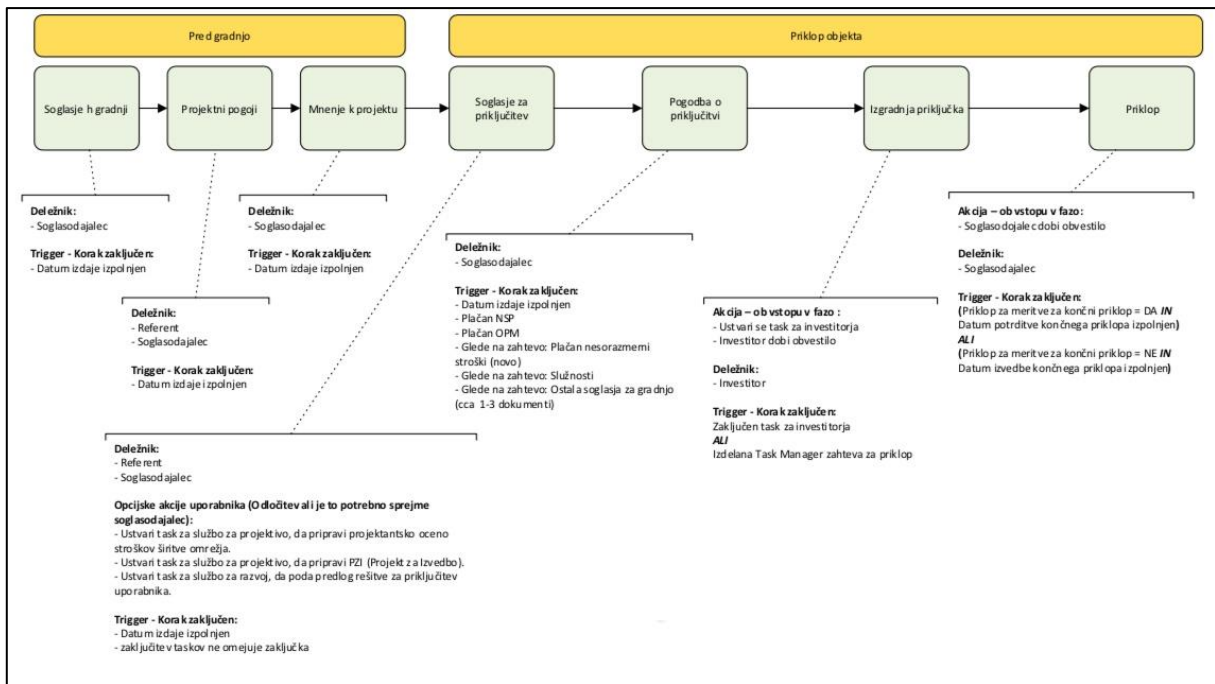 Pred gradnjo
Priklop objekta
Soglasje h gradnji
Projektni pogoji
Mnenje k projektu
Soglasje za
priključitev
Pogodba o
priključitvi
Izgradnja priključka
Priklop
Deležnik:
- Soglasodajalec
Trigger - Korak zaključen:
- Datum izdaje izpolnjen
Deležnik:
- Referent
- Soglasodajalec
Trigger - Korak zaključen:
- Datum izdaje izpolnjen
Deležnik:
- Soglasodajalec
Trigger - Korak zaključen:
- Datum izdaje izpolnjen
Deležnik:
- Referent
- Soglasodajalec
Opcijske akcije uporabnika (Odločitev ali je to potrebno sprejme
soglasodajalec):
- Ustvari task za službo za projektivo, da pripravi projektantsko oceno
stroškov širitve omrežja.
- Ustvari task za službo za projektivo, da pripravi PZI (Projekt za Izvedbo).
- Ustvari task za službo za razvoj, da poda predlog rešitve za priključitev
uporabnika.
Trigger - Korak zaključen:
- Datum izdaje izpolnjen
- zaključitev taskov ne omejuje zaključka
Deležnik:
- Soglasodajalec
Trigger - Korak zaključen:
- Datum izdaje izpolnjen
- Plačan NSP
- Plačan OPM
- Glede na zahtevo: Plačan nesorazmerni
stroški (novo)
- Glede na zahtevo: Služnosti
- Glede na zahtevo: Ostala soglasja za gradnjo
(cca 1-3 dokumenti)
Akcija – ob vstopu v fazo :
- Ustvari se task za investitorja
- Investitor dobi obvestilo
Deležnik:
- Investitor
Trigger - Korak zaključen:
Zaključen task za investitorja
ALI
Izdelana Task Manager zahteva za priklop
Akcija – ob vstopu v fazo:
- Soglasodojalec dobi obvestilo
Deležnik:
- Soglasodajalec
Trigger - Korak zaključen:
(Priklop za meritve za končni priklop = DA IN
Datum potrditve končnega priklopa izpolnjen)
ALI
(Priklop za meritve za končni priklop = NE IN
Datum izvedbe končnega priklopa izpolnjen)